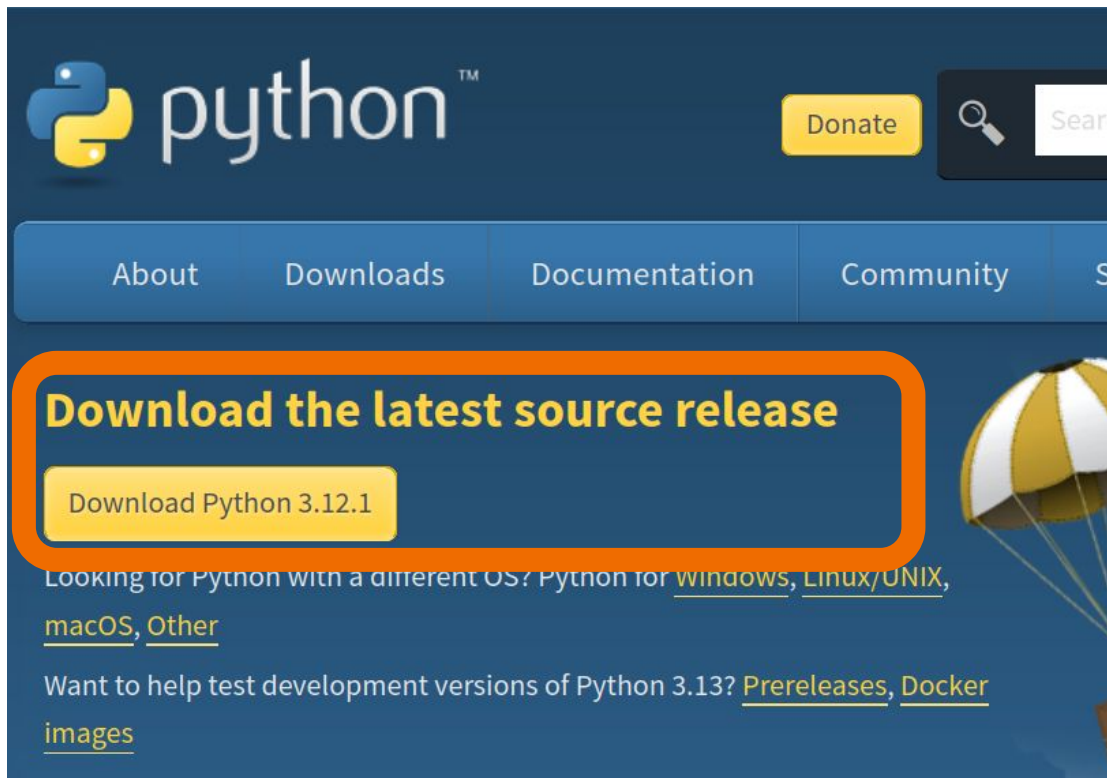 python™
Donate
Sear
About Downloads Documentation Community S
Download the latest source release
Download Python 3.12.1
Looking for Python with a different OS? Python for Windows, Linux/UNIX,
macOS, Other
Want to help test development versions of Python 3.13? Prereleases, Docker
images